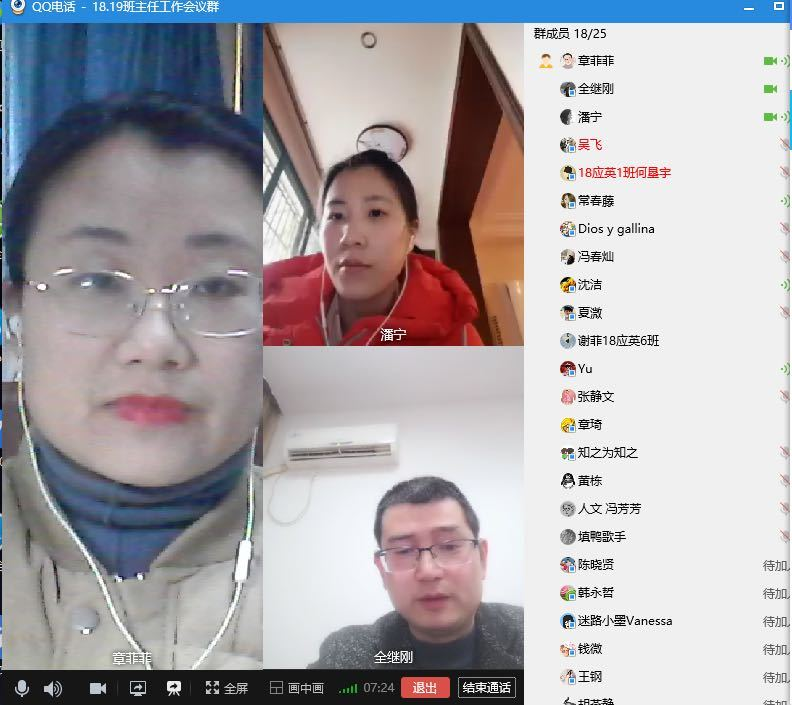 QQ电话 - 18.19班主任工作会议群
群成员 18/25
章菲菲
全继刚
潘宁
吴飞
18应英1班何垦宇
常春藤
Dios y gallina
冯春灿
沈洁
夏溦
谢菲18应英6班
Yu
张静文
章琦
知之为知之
黄栋
人文 冯芳芳
填鸭歌手
陈晓贤 待加
韩永哲 待加
迷路小墨Vanessa 待加
钱微 待加
王钢 待加
潘宁
章菲菲
全继刚
全屏
画中画
07:24
退出
结束通话